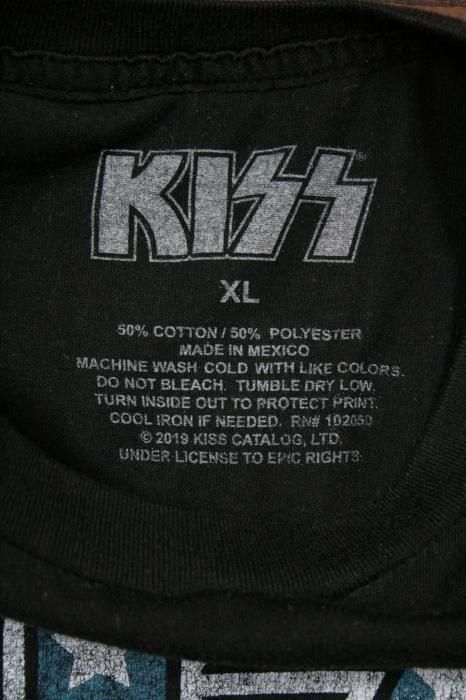 KISS®
XL
50% COTTON / 50% POLYESTER
MADE IN MEXICO
MACHINE WASH COLD WITH LIKE COLORS.
DO NOT BLEACH. TUMBLE DRY LOW.
TURN INSIDE OUT TO PROTECT PRINT.
COOL IRON IF NEEDED. RN# 102050
© 2019 KISS CATALOG, LTD.
UNDER LICENSE TO EPIC RIGHTS.